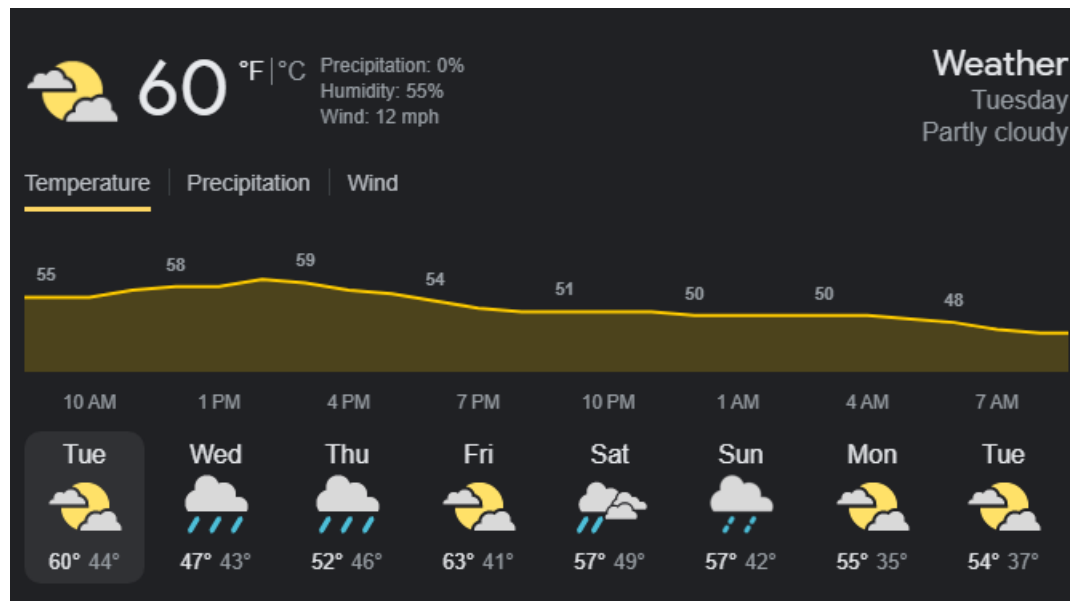 60 °F|°C
Precipitation: 0%
Humidity: 55%
Wind: 12 mph
Weather
Tuesday
Partly cloudy
Temperature Precipitation Wind
55 58 59 54 51 50 50 48
10 AM 1 PM 4 PM 7 PM 10 PM 1 AM 4 AM 7 AM
Tue Wed Thu Fri Sat Sun Mon Tue
60° 44° 47° 43° 52° 46° 63° 41° 57° 49° 57° 42° 55° 35° 54° 37°